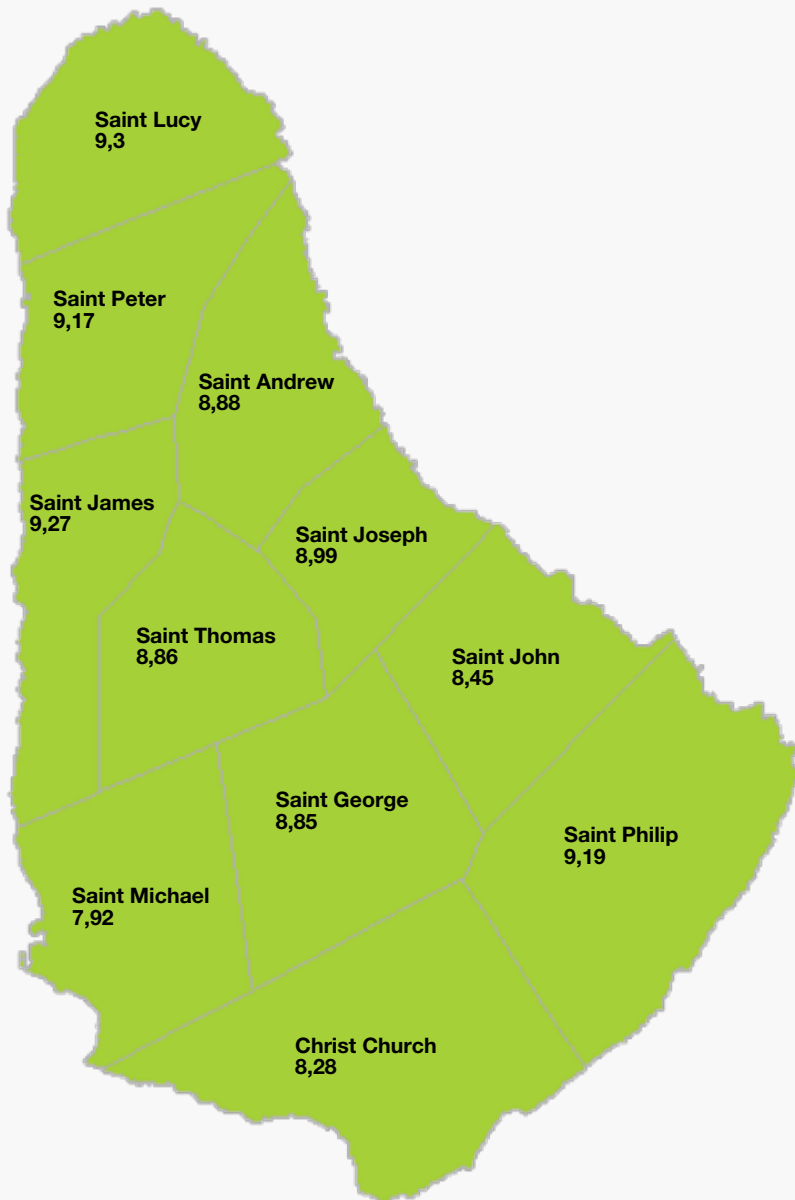 Saint Lucy
9,3
Saint Peter
9,17
Saint Andrew
8,88
Saint James
9,27
Saint Joseph
8,99
Saint Thomas
8,86
Saint John
8,45
Saint George
8,85
Saint Philip
9,19
Saint Michael
7,92
Christ Church
8,28